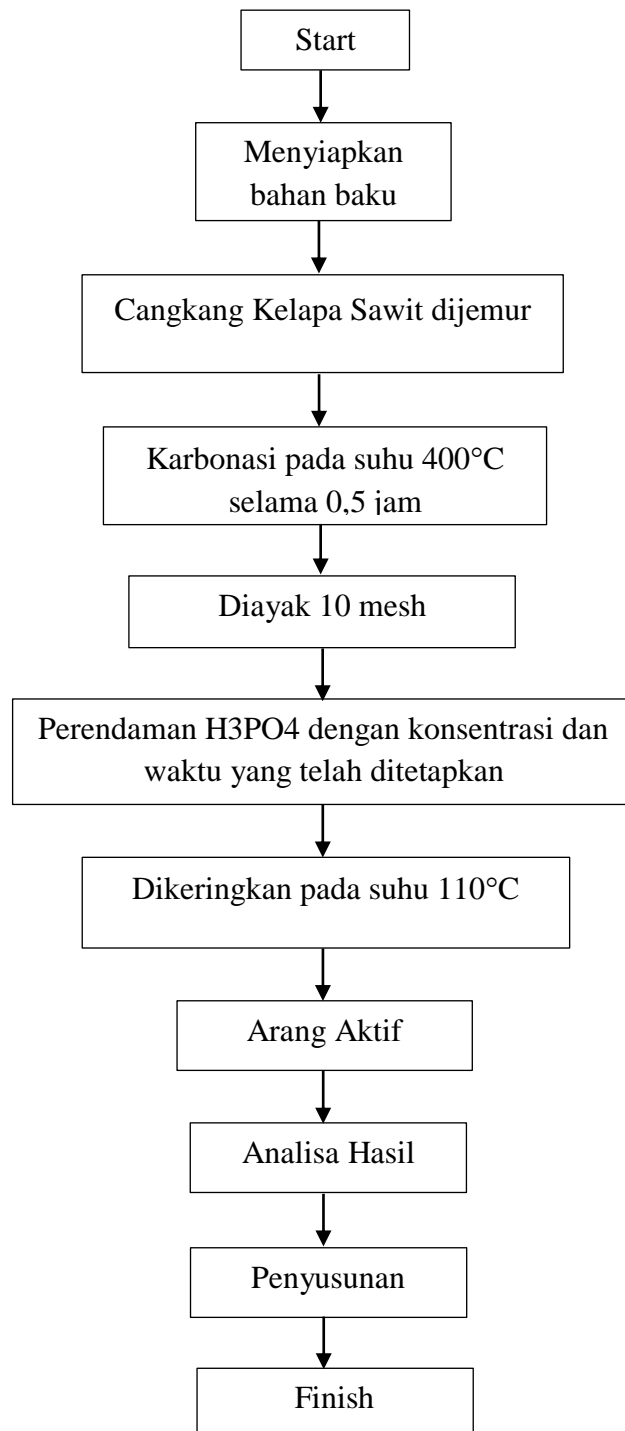 Start
Menyiapkan
bahan baku
Cangkang Kelapa Sawit dijemur
Karbonasi pada suhu 400°C
selama 0,5 jam
Diayak 10 mesh
Perendaman H3PO4 dengan konsentrasi dan
waktu yang telah ditetapkan
Dikeringkan pada suhu 110°C
Arang Aktif
Analisa Hasil
Penyusunan
Finish